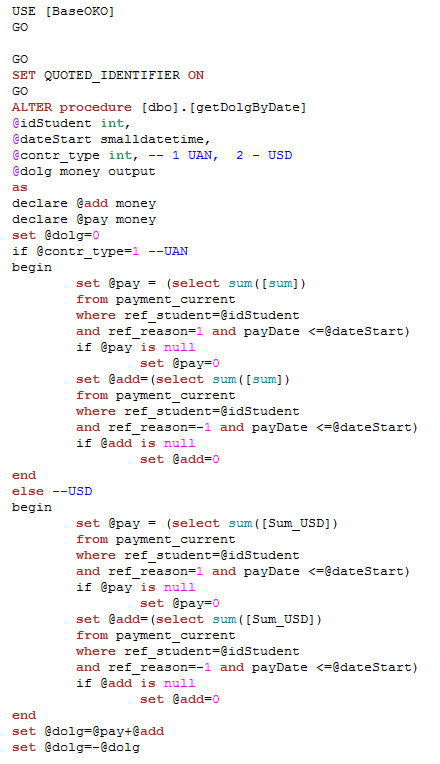 USE [BaseOKO]
GO

GO
SET QUOTED_IDENTIFIER ON
GO
ALTER procedure [dbo].[getDolgByDate]
@idStudent int,
@dateStart smalldatetime,
@contr_type int, -- 1 UAN,  2 - USD
@dolg money output
as
declare @add money
declare @pay money
set @dolg=0
if @contr_type=1 --UAN
begin
        set @pay = (select sum([sum])
        from payment_current
        where ref_student=@idStudent
        and ref_reason=1 and payDate <=@dateStart)
        if @pay is null
                set @pay=0
        set @add=(select sum([sum])
        from payment_current
        where ref_student=@idStudent
        and ref_reason=-1 and payDate <=@dateStart)
        if @add is null
                set @add=0
end
else --USD
begin
        set @pay = (select sum([Sum_USD])
        from payment_current
        where ref_student=@idStudent
        and ref_reason=1 and payDate <=@dateStart)
        if @pay is null
                set @pay=0
        set @add=(select sum([Sum_USD])
        from payment_current
        where ref_student=@idStudent
        and ref_reason=-1 and payDate <=@dateStart)
        if @add is null
                set @add=0
end
set @dolg=@pay+@add
set @dolg=-@dolg